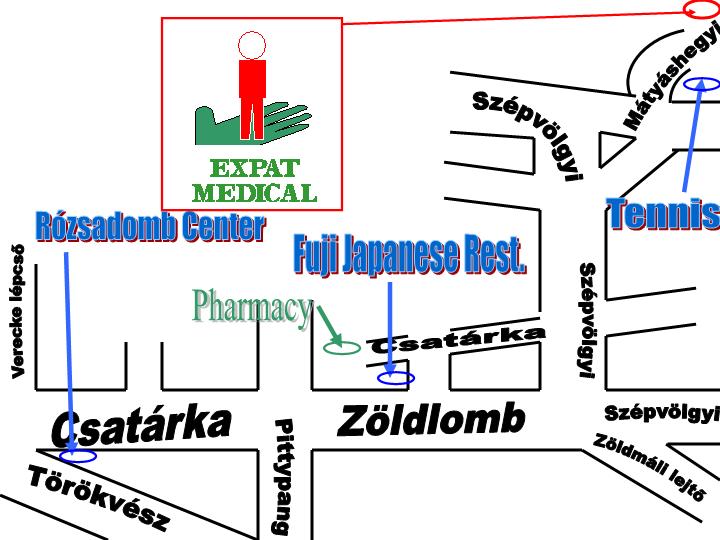 Mátyáshegyi
Szépvölgyi
EXPAT
MEDICAL
Rózsadomb Center
Tennis
Fuji Japanese Rest.
Verecke lépcső
Pharmacy
Csatárka
Szépvölgyi
Csatárka
Zöldlomb
Szépvölgyi
Pittypang
Zöldmáll lejtő
Törökvész